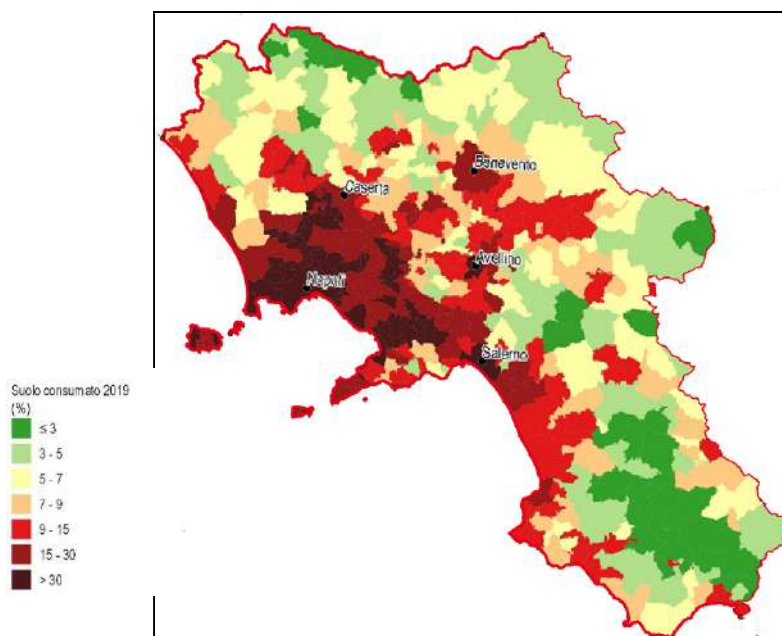 Benevento
Caserta
Avellino
Napoli
Salerno
Suolo consumato 2019
(%)
≤ 3
3 - 5
5 - 7
7 - 9
9 - 15
15 - 30
> 30